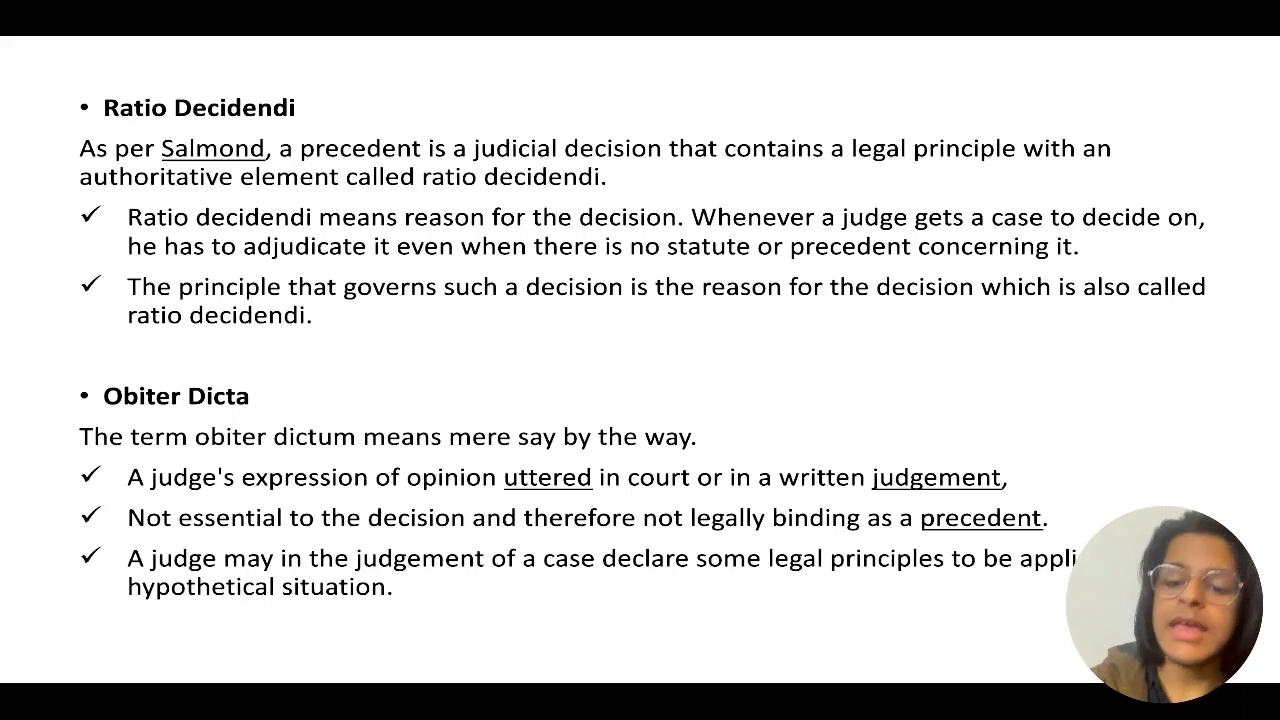 • Ratio Decidendi
As per Salmond, a precedent is a judicial decision that contains a legal principle with an
authoritative element called ratio decidendi.
✓ Ratio decidendi means reason for the decision. Whenever a judge gets a case to decide on,
he has to adjudicate it even when there is no statute or precedent concerning it.
✓ The principle that governs such a decision is the reason for the decision which is also called
ratio decidendi.
• Obiter Dicta
The term obiter dictum means mere say by the way.
✓ A judge's expression of opinion uttered in court or in a written judgement,
✓ Not essential to the decision and therefore not legally binding as a precedent.
✓ A judge may in the judgement of a case declare some legal principles to be
hypothetical situation.